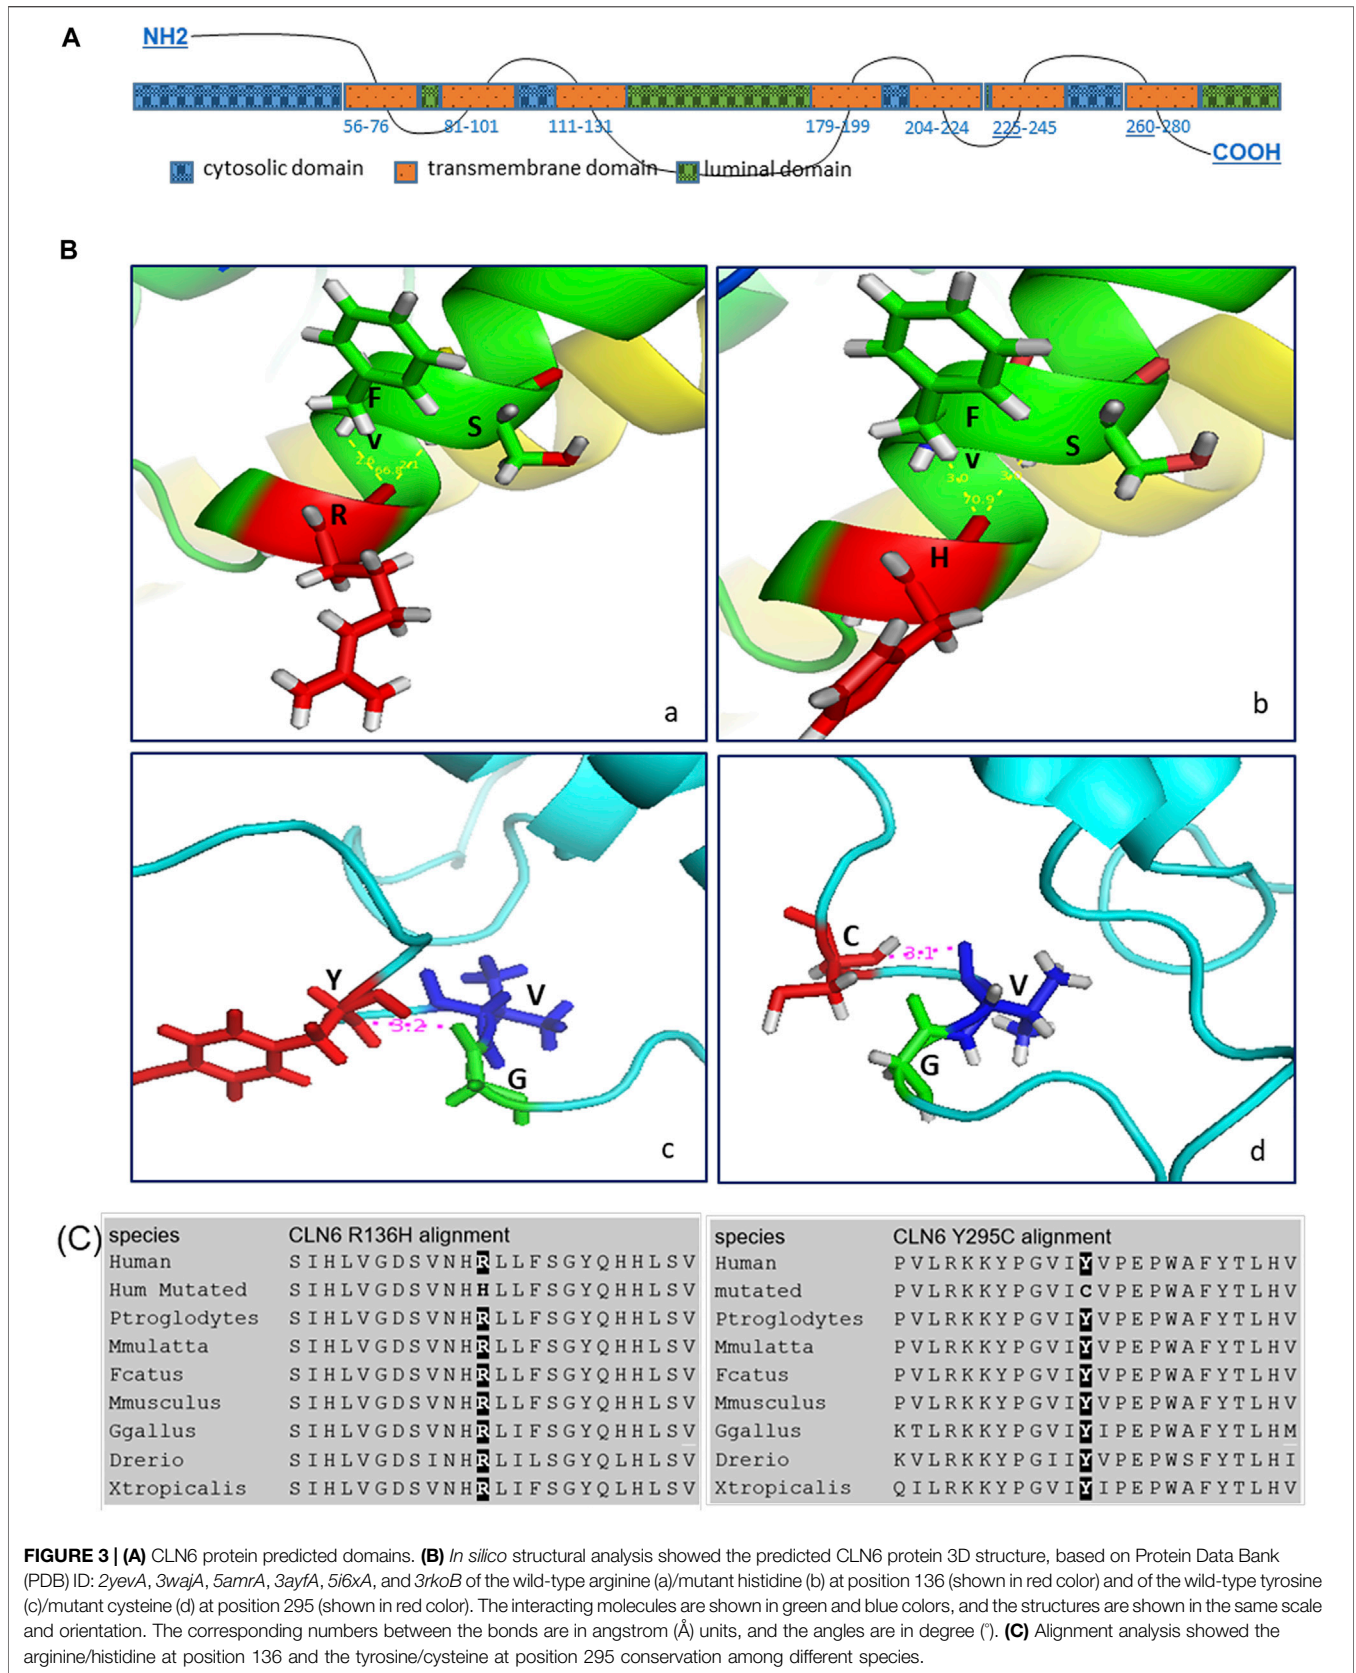 A
NH2
56-76 81-101 111-131 179-199 204-224 225-245 260-280
COOH
cytosolic domain transmembrane domain luminal domain
B
F
V
S
R
a
F
V
S
3.0
70.9
H
b
Y
V
3.2
G
c
C
3.1
V
G
d
(C)
species CLN6 R136H alignment
Human SIHLVGDSVNHRLLFSGYQHHLSV
Hum Mutated SIHLVGDSVNHHLLFSGYQHHLSV
Ptroglodytes SIHLVGDSVNHRLLFSGYQHHLSV
Mmulatta SIHLVGDSVNHRLLFSGYQHHLSV
Fcatus SIHLVGDSVNHRLLFSGYQHHLSV
Mmusculus SIHLVGDSVNHRLLFSGYQHHLSV
Ggallus SIHLVGDSVNHRLIFSGYQHHLSV
Drerio SIHLVGDSINHRLILSGYQLHLSV
Xtropicalis SIHLVGDSVNHRLIFSGYQLHLSV
species CLN6 Y295C alignment
Human PVLRKKYPGVIYVPEPWAFYTLHV
mutated PVLRKKYPGVICVPEPWAFYTLHV
Ptroglodytes PVLRKKYPGVIYVPEPWAFYTLHV
Mmulatta PVLRKKYPGVIYVPEPWAFYTLHV
Fcatus PVLRKKYPGVIYVPEPWAFYTLHV
Mmusculus PVLRKKYPGVIYVPEPWAFYTLHV
Ggallus KTLRKKYPGVIYIPEPWAFYTLHM
Drerio KVLRKKYPGIIYVPEPWSFYTLHI
Xtropicalis QILRKKYPGVIYIPEPWAFYTLHV
FIGURE 3 | (A) CLN6 protein predicted domains. (B) In silico structural analysis showed the predicted CLN6 protein 3D structure, based on Protein Data Bank
(PDB) ID: 2yevA, 3wajA, 5amrA, 3ayfA, 5i6xA, and 3rkoB of the wild-type arginine (a)/mutant histidine (b) at position 136 (shown in red color) and of the wild-type tyrosine
(c)/mutant cysteine (d) at position 295 (shown in red color). The interacting molecules are shown in green and blue colors, and the structures are shown in the same scale
and orientation. The corresponding numbers between the bonds are in angstrom (Å) units, and the angles are in degree (°). (C) Alignment analysis showed the
arginine/histidine at position 136 and the tyrosine/cysteine at position 295 conservation among different species.